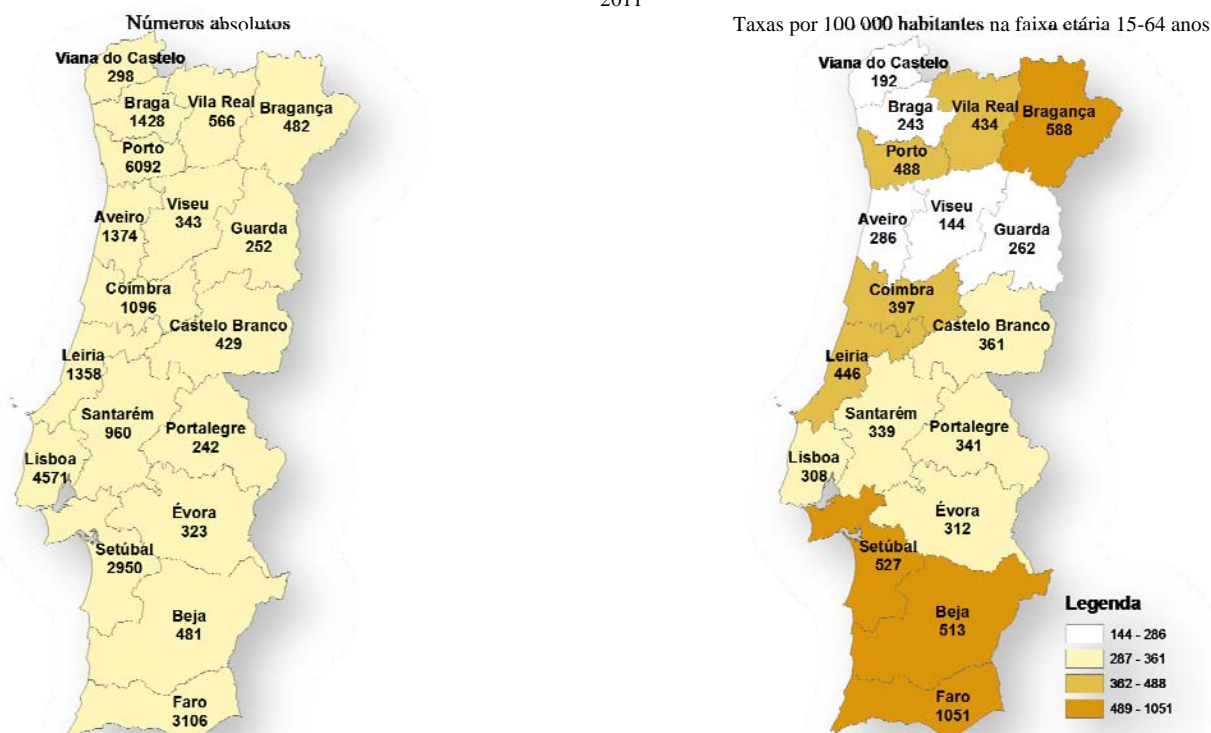 2011
Números absolutos
Viana do Castelo
298
Braga
1428
Vila Real
566
Bragança
482
Porto
6092
Aveiro
1374
Viseu
343
Guarda
252
Coimbra
1096
Castelo Branco
429
Leiria
1358
Santarém
960
Portalegre
242
Lisboa
4571
Évora
323
Setúbal
2950
Beja
481
Faro
3106
Taxas por 100 000 habitantes na faixa etária 15-64 anos
Viana do Castelo
192
Braga
243
Vila Real
434
Bragança
588
Porto
488
Aveiro
286
Viseu
144
Guarda
262
Coimbra
397
Castelo Branco
361
Leiria
446
Santarém
339
Portalegre
341
Lisboa
308
Évora
312
Setúbal
527
Beja
513
Faro
1051
Legenda
144 - 286
287 - 361
362 - 488
489 - 1051